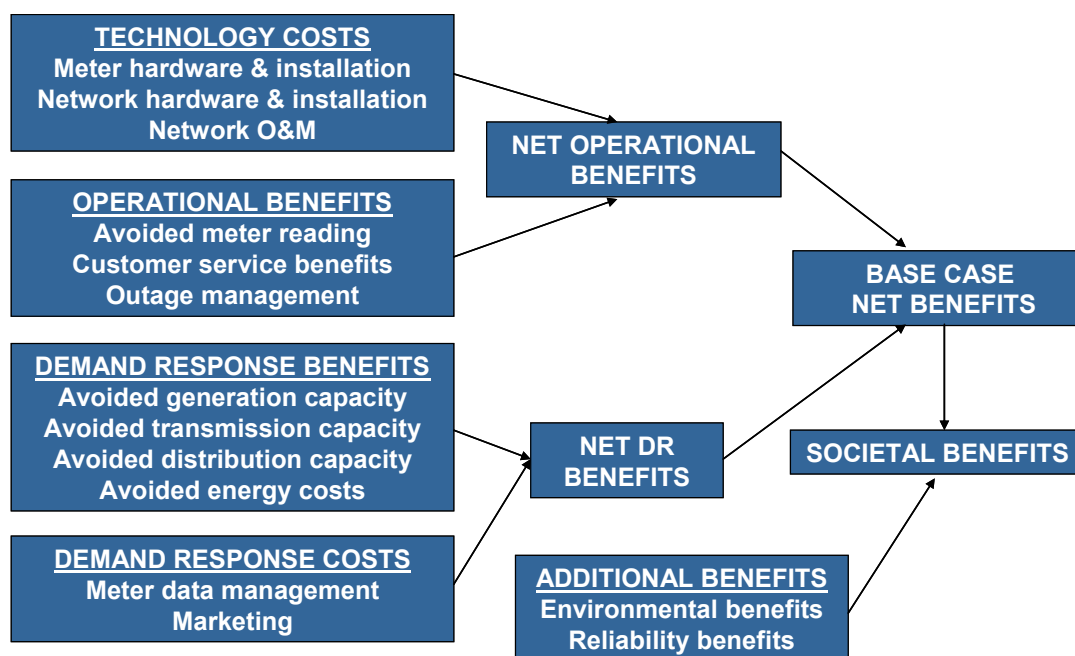 TECHNOLOGY COSTS
Meter hardware & installation
Network hardware & installation
Network O&M
OPERATIONAL BENEFITS
Avoided meter reading
Customer service benefits
Outage management
DEMAND RESPONSE BENEFITS
Avoided generation capacity
Avoided transmission capacity
Avoided distribution capacity
Avoided energy costs
DEMAND RESPONSE COSTS
Meter data management
Marketing
NET OPERATIONAL
BENEFITS
NET DR
BENEFITS
BASE CASE
NET BENEFITS
SOCIETAL BENEFITS
ADDITIONAL BENEFITS
Environmental benefits
Reliability benefits